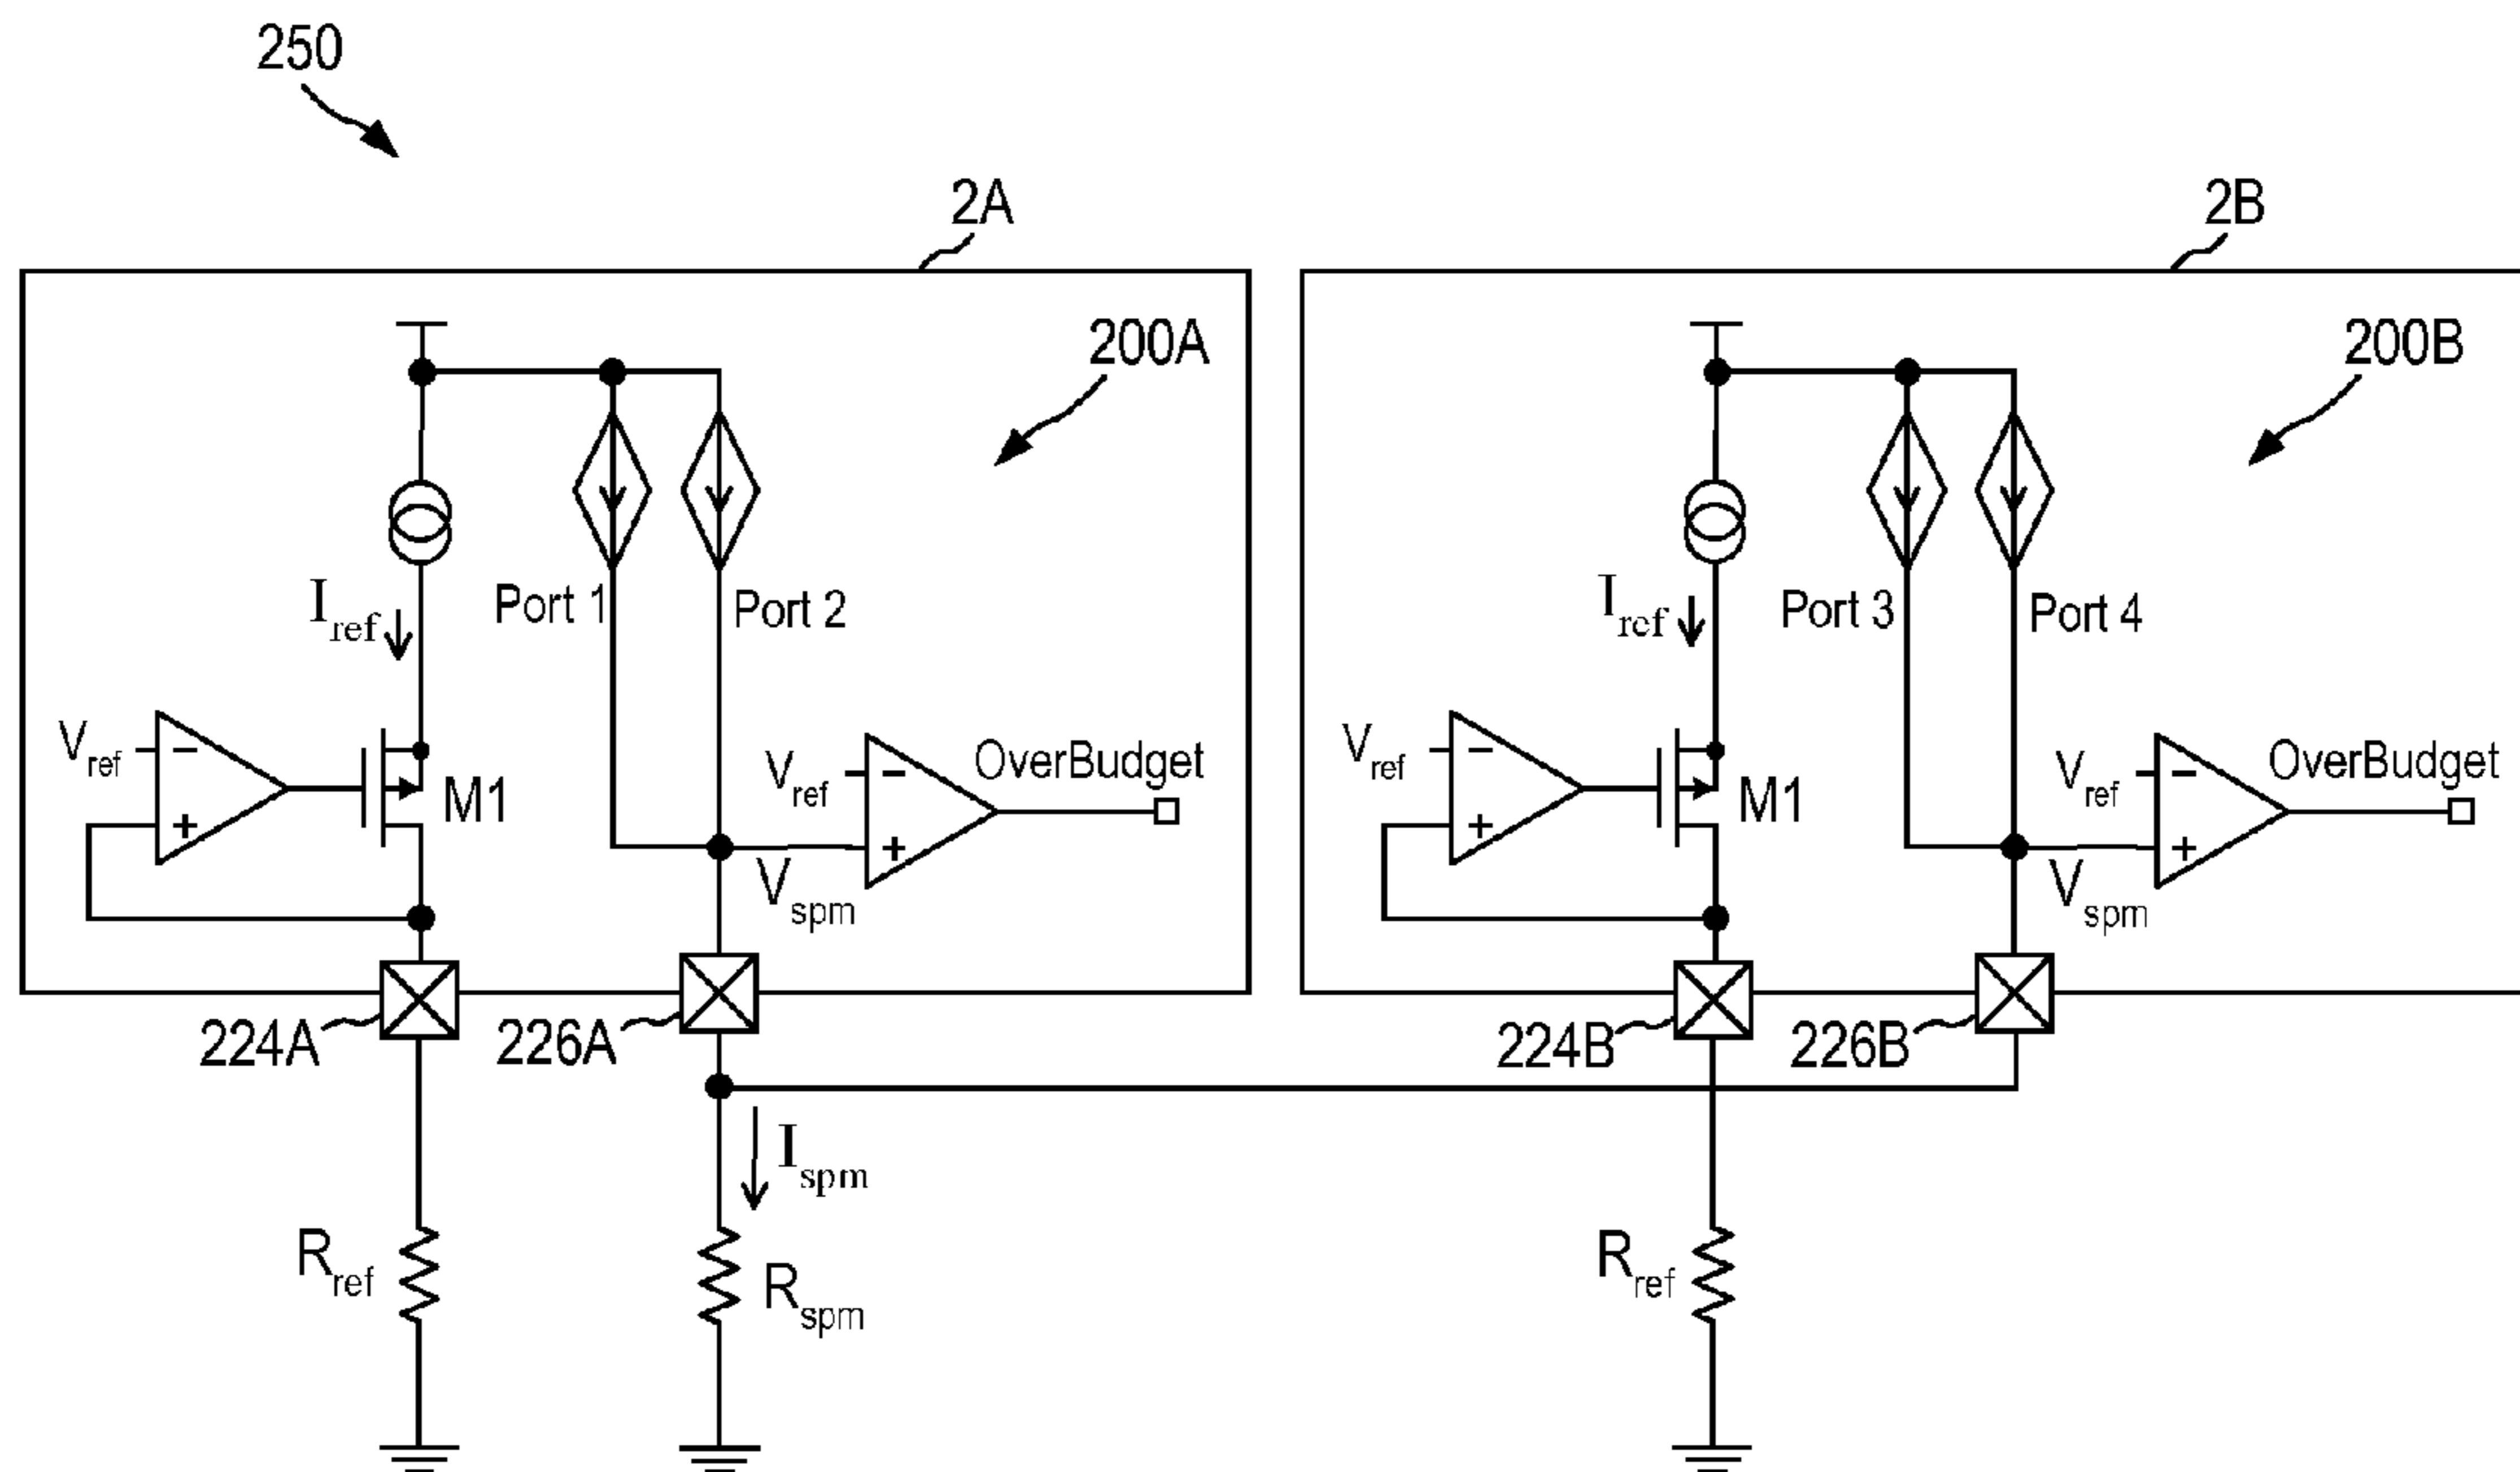 250
2A
2B
200A
200B
Iref
Port 1
Port 2
Iref
Port 3
Port 4
Vref
−
+
M1
Vref
−
+
OverBudget
Vspm
Vref
−
+
M1
Vref
−
+
OverBudget
Vspm
224A
226A
224B
226B
Ispm
Rref
Rspm
Rref